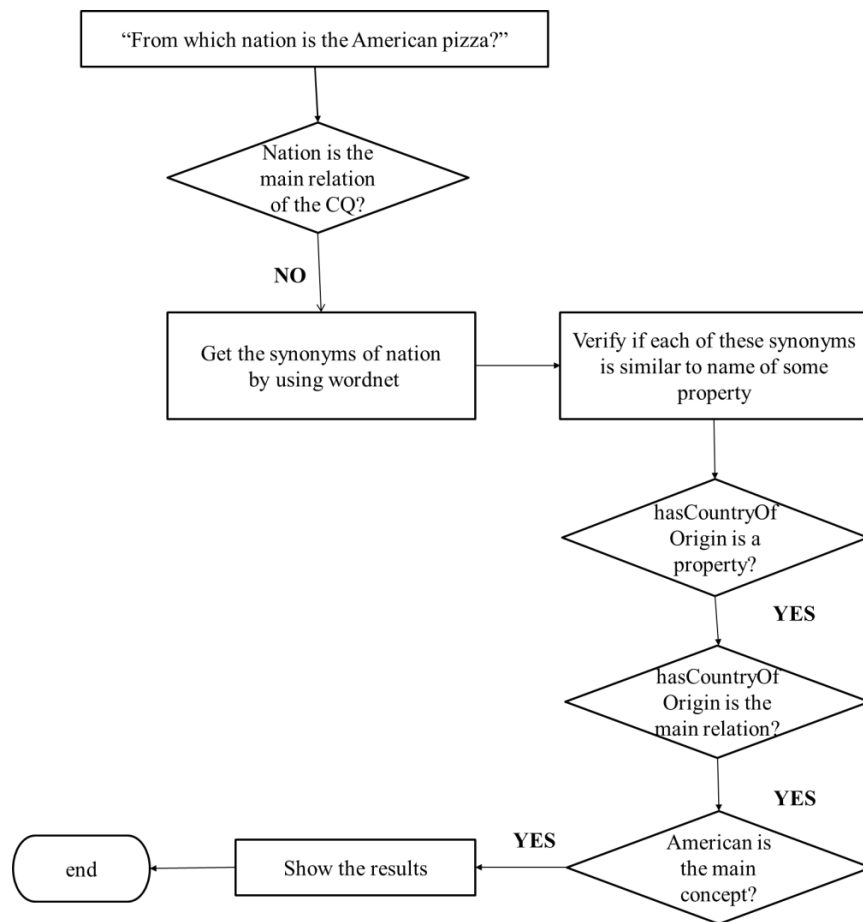 “From which nation is the American pizza?”
Nation is the
main relation
of the CQ?
NO
Get the synonyms of nation
by using wordnet
Verify if each of these synonyms
is similar to name of some
property
hasCountryOf
Origin is a
property?
YES
hasCountryOf
Origin is the
main relation?
YES
American is
the main
concept?
YES
Show the results
end